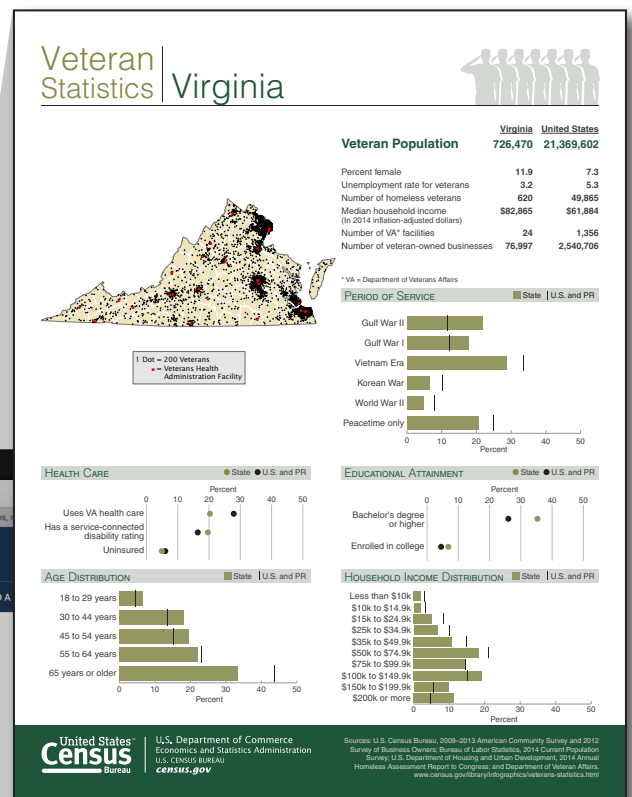 Veteran
Statistics
Virginia
Virginia United States
Veteran Population 726,470 21,369,602
Percent female 11.9 7.3
Unemployment rate for veterans 3.2 5.3
Number of homeless veterans 620 49,865
Median household income $82,865 $61,884
(In 2014 inflation-adjusted dollars)
Number of VA* facilities 24 1,356
Number of veteran-owned businesses 76,997 2,540,706
* VA = Department of Veterans Affairs
1 Dot = 200 Veterans
= Veterans Health
Administration Facility
Period of Service State U.S. and PR
Gulf War II
Gulf War I
Vietnam Era
Korean War
World War II
Peacetime only
0 10 20 30 40 50
Percent
Health Care State U.S. and PR
Percent
0 10 20 30 40 50
Uses VA health care
Has a service-connected
disability rating
Uninsured
Educational Attainment State U.S. and PR
Percent
0 10 20 30 40 50
Bachelor's degree
or higher
Enrolled in college
Age Distribution State U.S. and PR
18 to 29 years
30 to 44 years
45 to 54 years
55 to 64 years
65 years or older
0 10 20 30 40 50
Percent
Household Income Distribution State U.S. and PR
Less than $10k
$10k to $14.9k
$15k to $24.9k
$25k to $34.9k
$35k to $49.9k
$50k to $74.9k
$75k to $99.9k
$100k to $149.9k
$150k to $199.9k
$200k or more
0 10 20 30 40 50
Percent
United States™
Census
Bureau
U.S. Department of Commerce
Economics and Statistics Administration
U.S. CENSUS BUREAU
census.gov
Sources: U.S. Census Bureau, 2009–2013 American Community Survey and 2012
Survey of Business Owners; Bureau of Labor Statistics, 2014 Current Population
Survey; U.S. Department of Housing and Urban Development, 2014 Annual
Homeless Assessment Report to Congress; and Department of Veteran Affairs.
www.census.gov/library/infographics/veterans-statistics.html